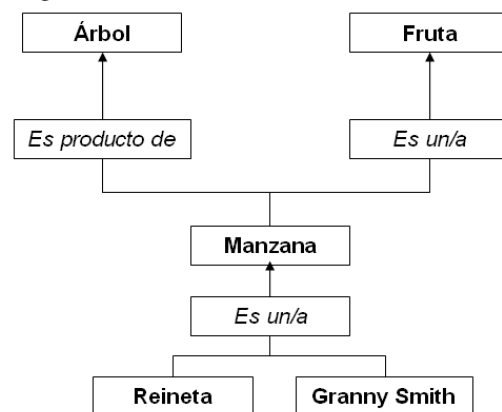 Árbol
Fruta
Es producto de
Es un/a
Manzana
Es un/a
Reineta
Granny Smith